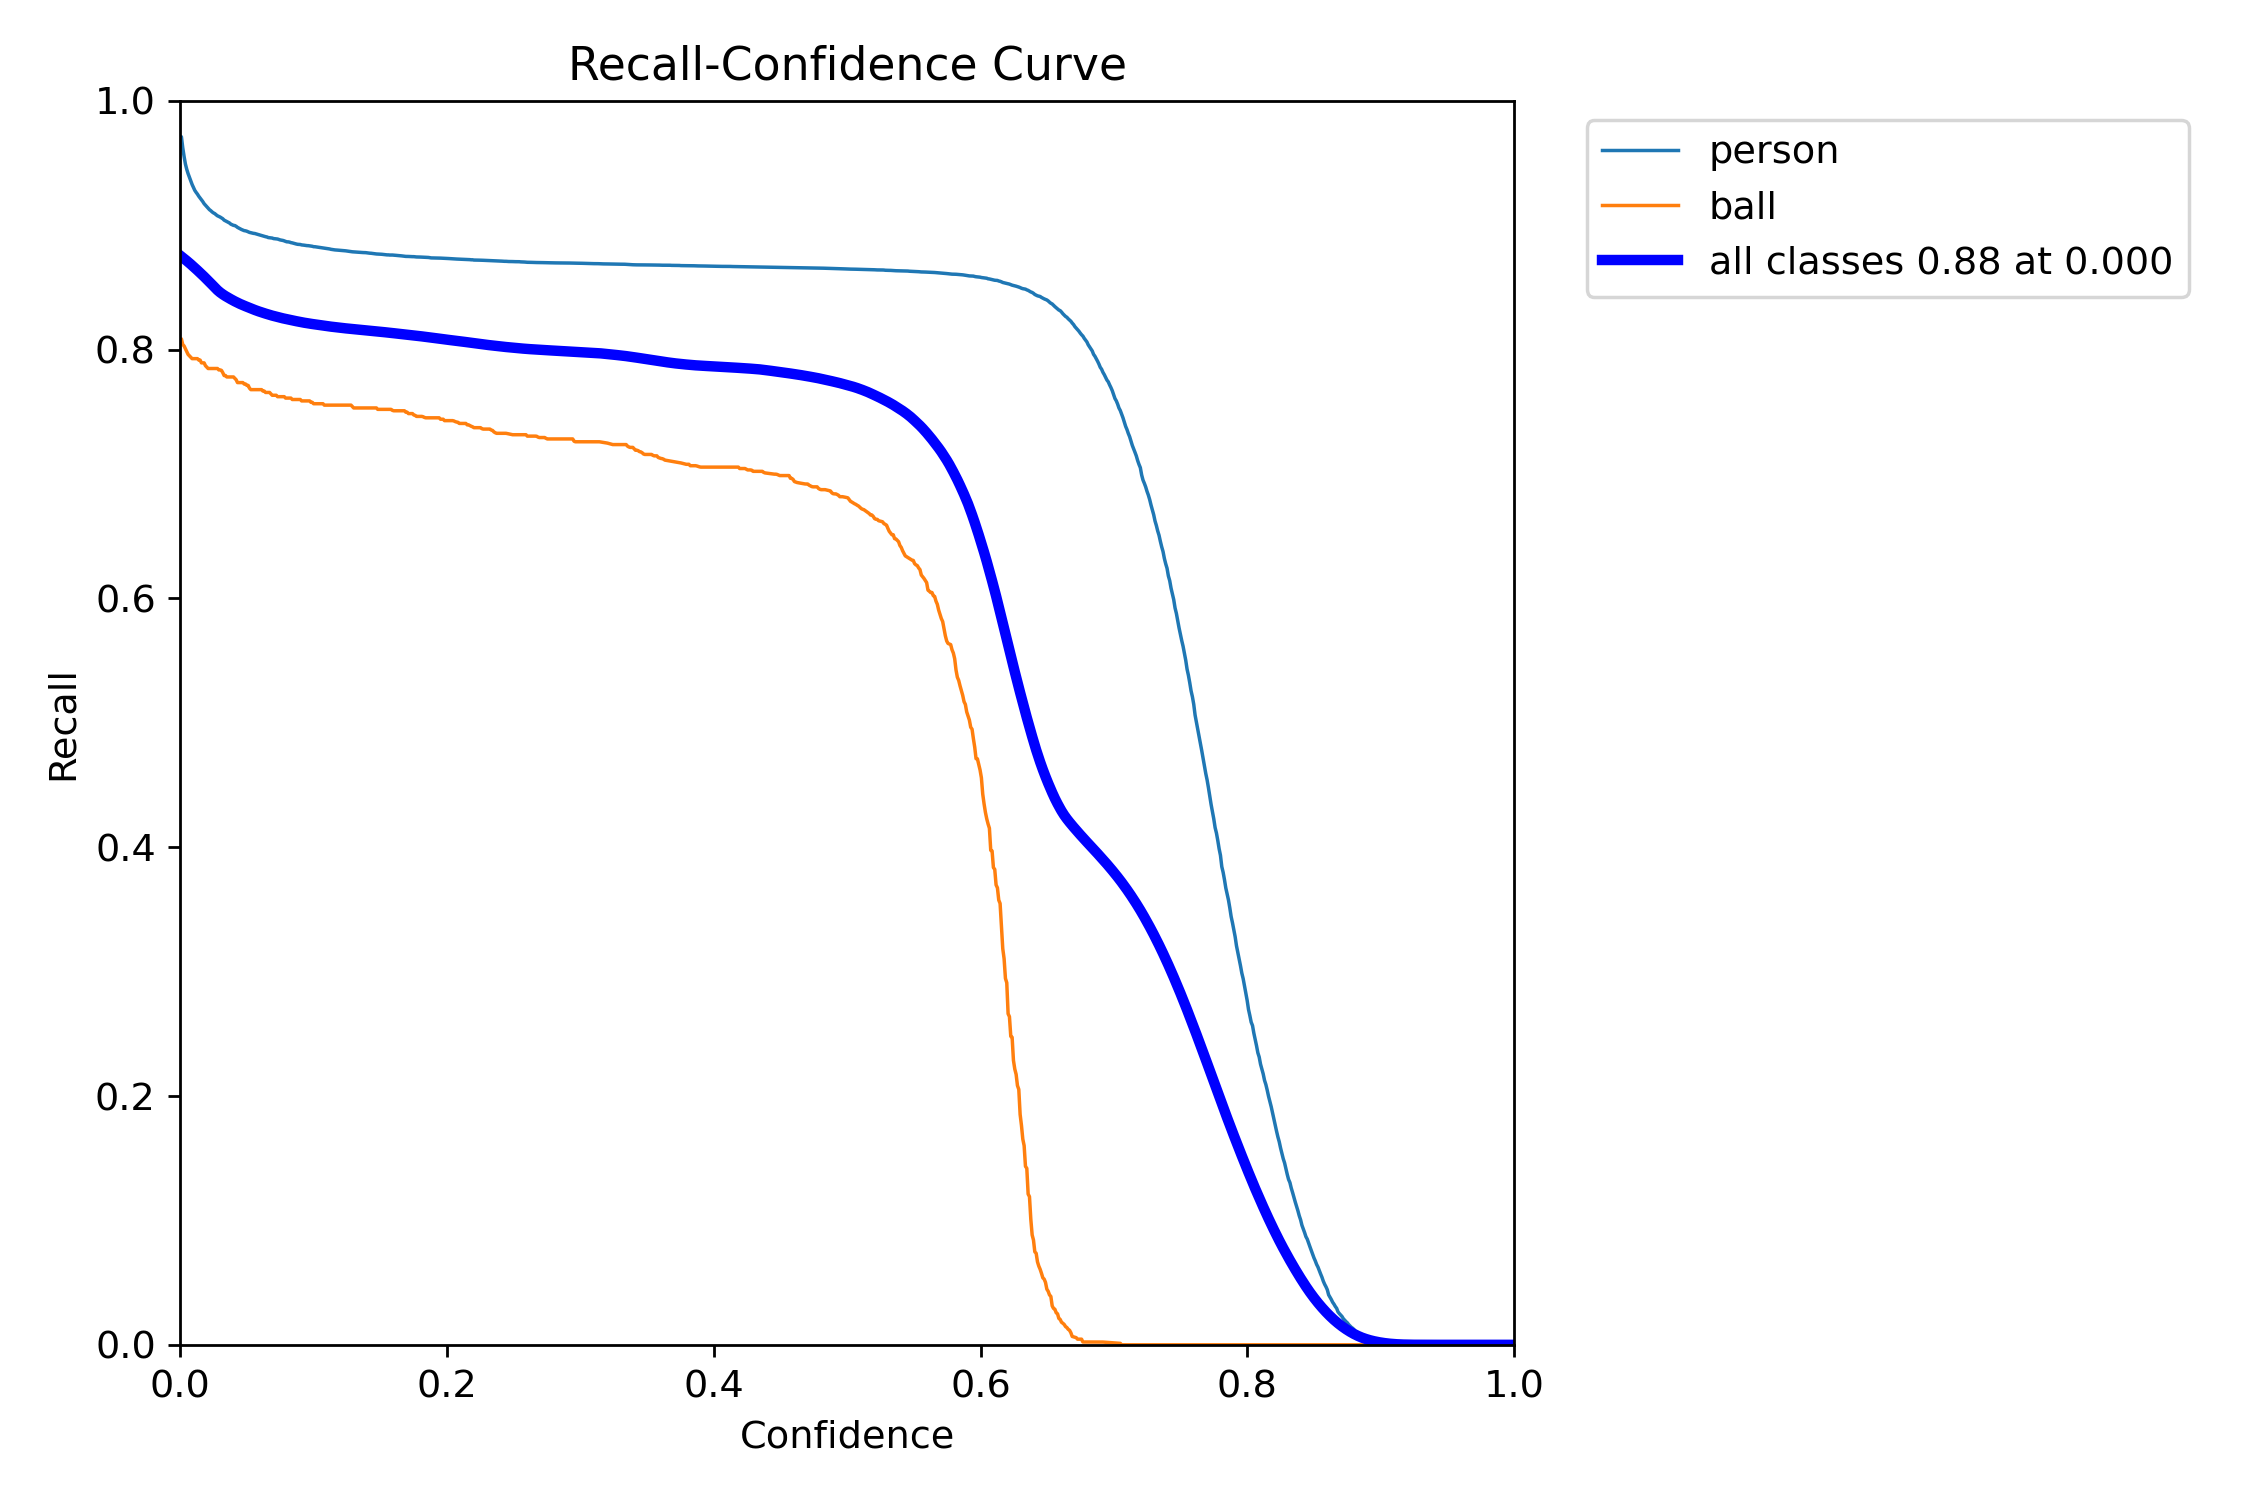 Recall-Confidence Curve
1.0
0.8
0.6
0.4
0.2
0.0
Recall
0.0 0.2 0.4 0.6 0.8 1.0
Confidence
person
ball
all classes 0.88 at 0.000